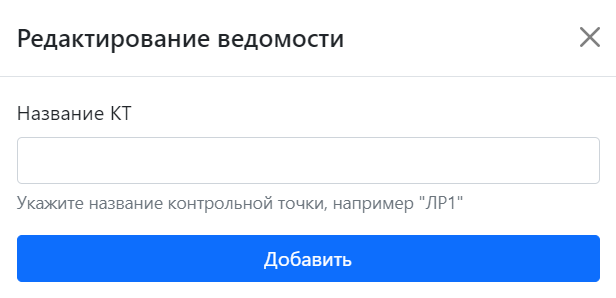 Редактирование ведомости
Название КТ
Укажите название контрольной точки, например "ЛР1"
Добавить